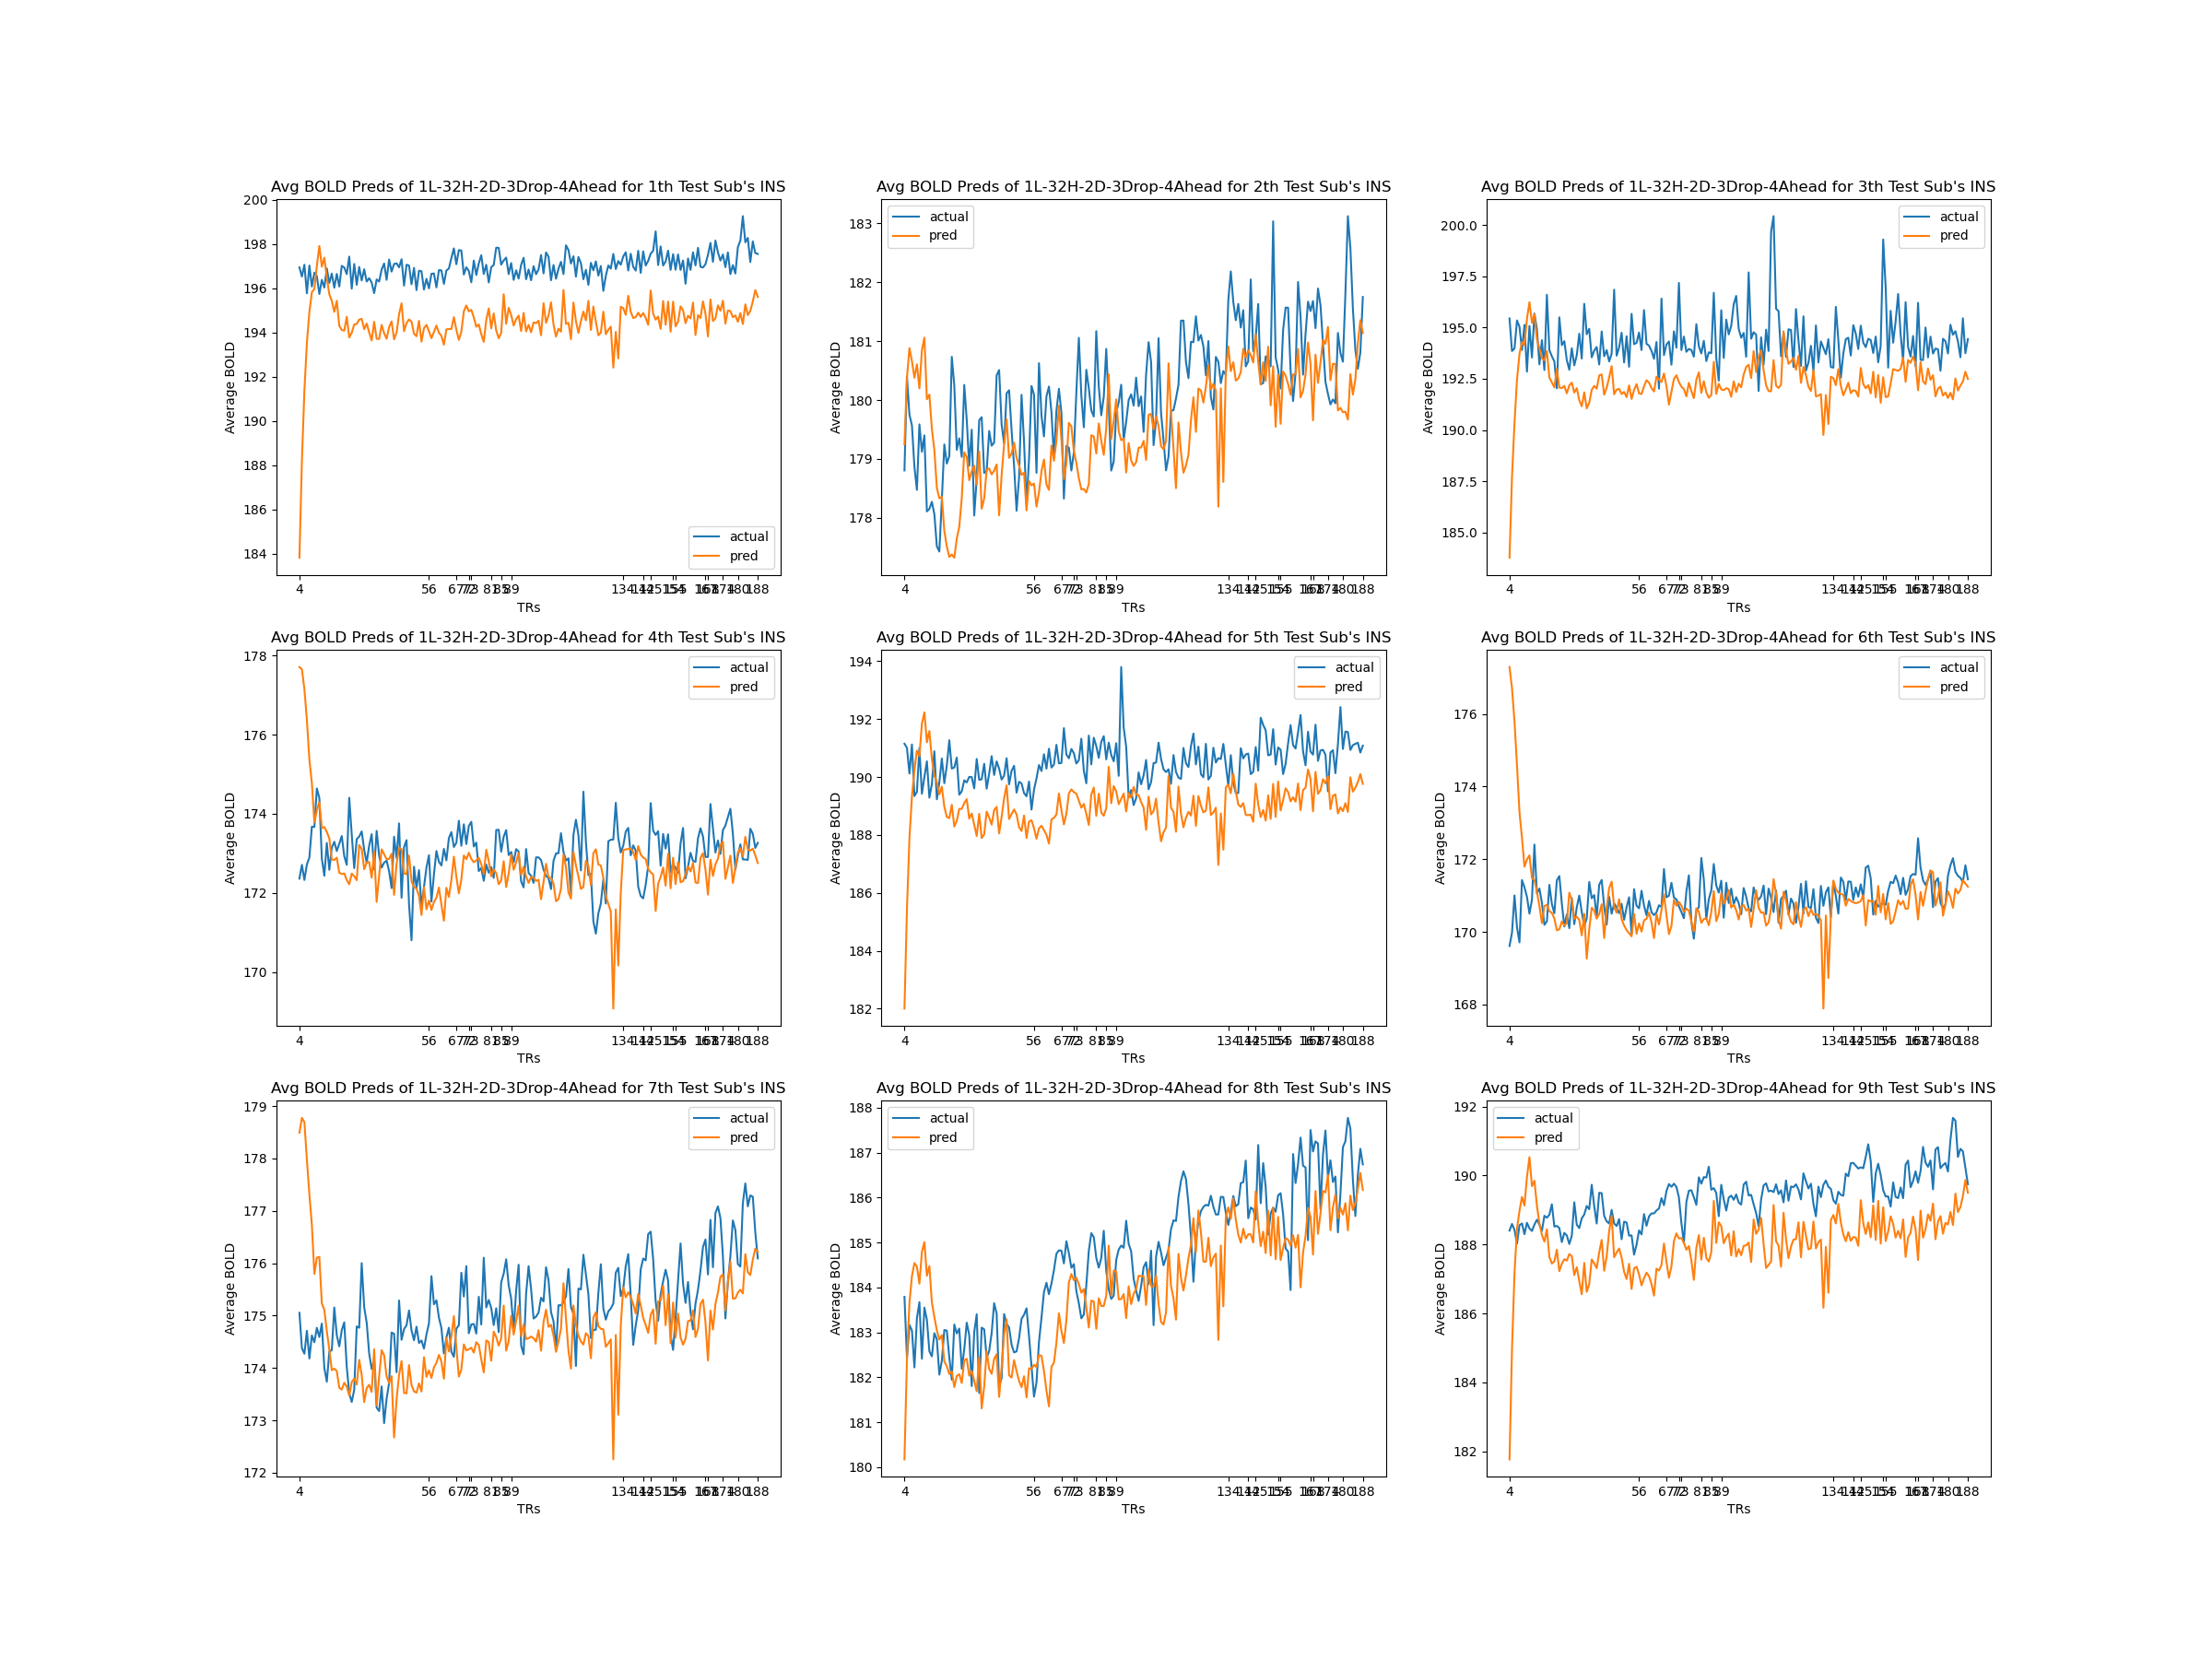 Avg BOLD Preds of 1L-32H-2D-3Drop-4Ahead for 1th Test Sub's INS
Average BOLD
200
198
196
194
192
190
188
186
184
actual
pred
4 56 89 188
TRs
Avg BOLD Preds of 1L-32H-2D-3Drop-4Ahead for 2th Test Sub's INS
Average BOLD
183
182
181
180
179
178
actual
pred
4 56 89 188
TRs
Avg BOLD Preds of 1L-32H-2D-3Drop-4Ahead for 3th Test Sub's INS
Average BOLD
200.0
197.5
195.0
192.5
190.0
187.5
185.0
actual
pred
4 56 89 188
TRs
Avg BOLD Preds of 1L-32H-2D-3Drop-4Ahead for 4th Test Sub's INS
Average BOLD
178
176
174
172
170
actual
pred
4 56 89 188
TRs
Avg BOLD Preds of 1L-32H-2D-3Drop-4Ahead for 5th Test Sub's INS
Average BOLD
194
192
190
188
186
184
182
actual
pred
4 56 89 188
TRs
Avg BOLD Preds of 1L-32H-2D-3Drop-4Ahead for 6th Test Sub's INS
Average BOLD
176
174
172
170
168
actual
pred
4 56 89 188
TRs
Avg BOLD Preds of 1L-32H-2D-3Drop-4Ahead for 7th Test Sub's INS
Average BOLD
179
178
177
176
175
174
173
172
actual
pred
4 56 89 188
TRs
Avg BOLD Preds of 1L-32H-2D-3Drop-4Ahead for 8th Test Sub's INS
Average BOLD
188
187
186
185
184
183
182
181
180
actual
pred
4 56 89 188
TRs
Avg BOLD Preds of 1L-32H-2D-3Drop-4Ahead for 9th Test Sub's INS
Average BOLD
192
190
188
186
184
182
actual
pred
4 56 89 188
TRs